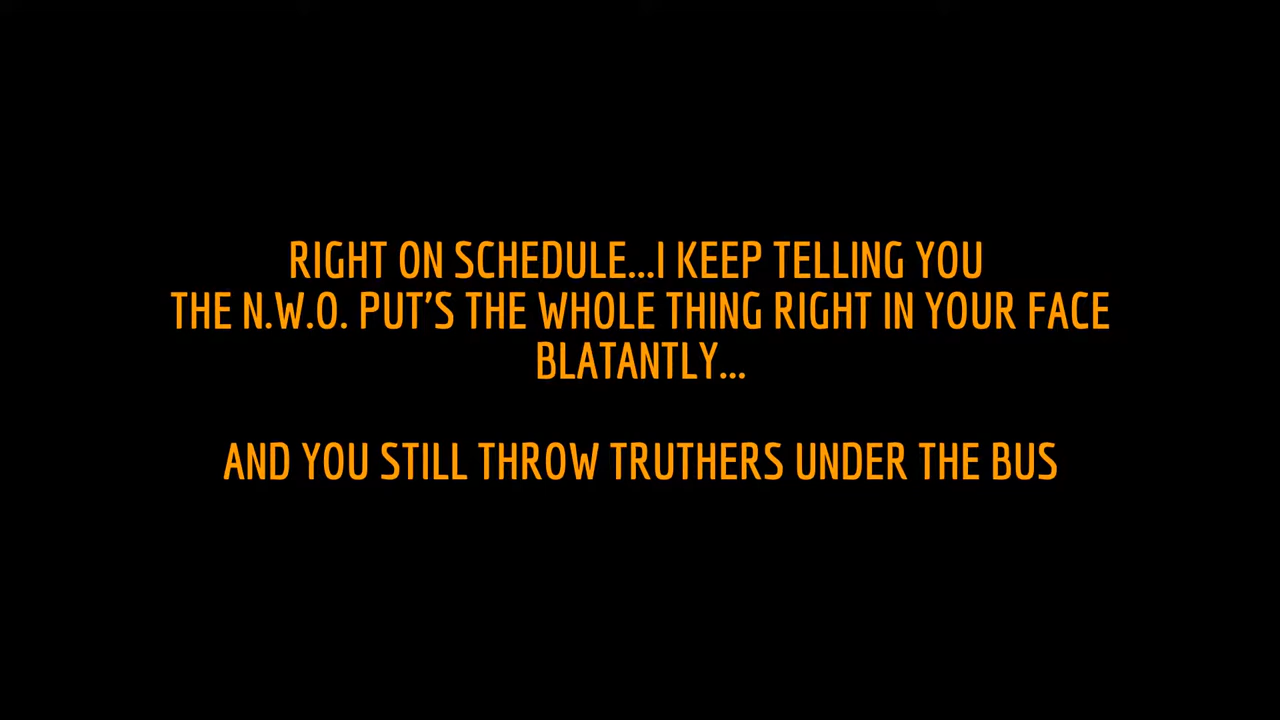 RIGHT ON SCHEDULE...I KEEP TELLING YOU
THE N.W.O. PUT'S THE WHOLE THING RIGHT IN YOUR FACE
BLATANTLY...
AND YOU STILL THROW TRUTHERS UNDER THE BUS